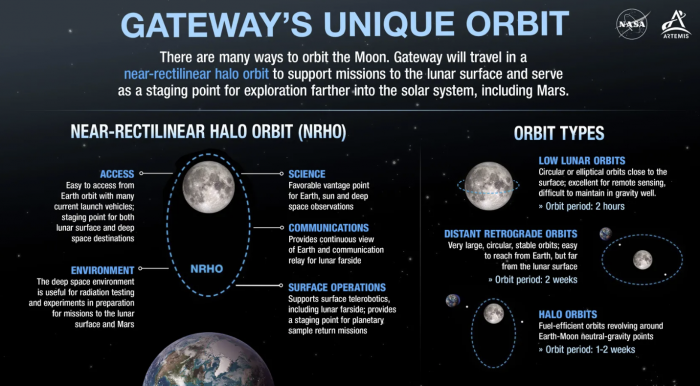 GATEWAY'S UNIQUE ORBIT
NASA
ARTEMIS
There are many ways to orbit the Moon. Gateway will travel in a
near-rectilinear halo orbit to support missions to the lunar surface and serve
as a staging point for exploration farther into the solar system, including Mars.
NEAR-RECTILINEAR HALO ORBIT (NRHO)
ACCESS
Easy to access from
Earth orbit with many
current launch vehicles;
staging point for both
lunar surface and deep
space destinations
ENVIRONMENT
The deep space environment
is useful for radiation testing
and experiments in preparation
for missions to the lunar
surface and Mars
NRHO
SCIENCE
Favorable vantage point
for Earth, sun and deep
space observations
COMMUNICATIONS
Provides continuous view
of Earth and communication
relay for lunar farside
SURFACE OPERATIONS
Supports surface telerobotics,
including lunar farside; provides
a staging point for planetary
sample return missions
ORBIT TYPES
LOW LUNAR ORBITS
Circular or elliptical orbits close to the
surface; excellent for remote sensing,
difficult to maintain in gravity well.
» Orbit period: 2 hours
DISTANT RETROGRADE ORBITS
Very large, circular, stable orbits; easy
to reach from Earth, but far
from the lunar surface
» Orbit period: 2 weeks
HALO ORBITS
Fuel-efficient orbits revolving around
Earth-Moon neutral-gravity points
» Orbit period: 1-2 weeks